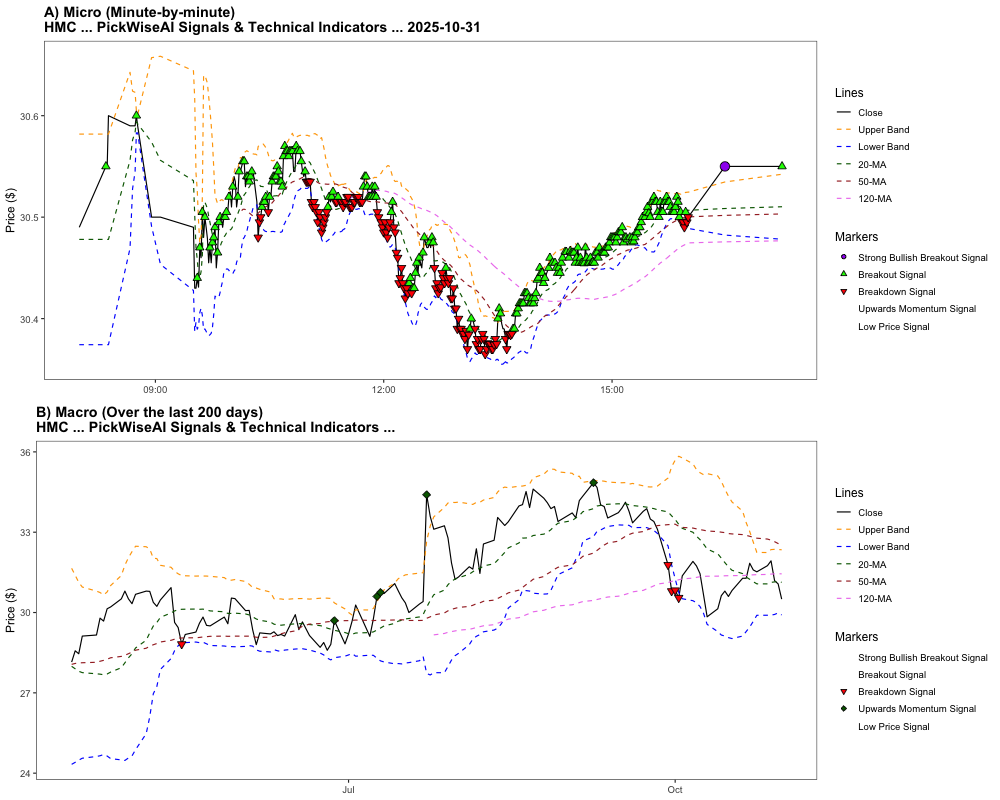 A) Micro (Minute-by-minute)
HMC ... PickWiseAI Signals & Technical Indicators ... 2025-10-31
Price ($)
30.6
30.5
30.4
09:00
12:00
15:00
Lines
Close
Upper Band
Lower Band
20-MA
50-MA
120-MA
Markers
Strong Bullish Breakout Signal
Breakout Signal
Breakdown Signal
Upwards Momentum Signal
Low Price Signal
B) Macro (Over the last 200 days)
HMC ... PickWiseAI Signals & Technical Indicators ...
Price ($)
36
33
30
27
24
Jul
Oct
Lines
Close
Upper Band
Lower Band
20-MA
50-MA
120-MA
Markers
Strong Bullish Breakout Signal
Breakout Signal
Breakdown Signal
Upwards Momentum Signal
Low Price Signal